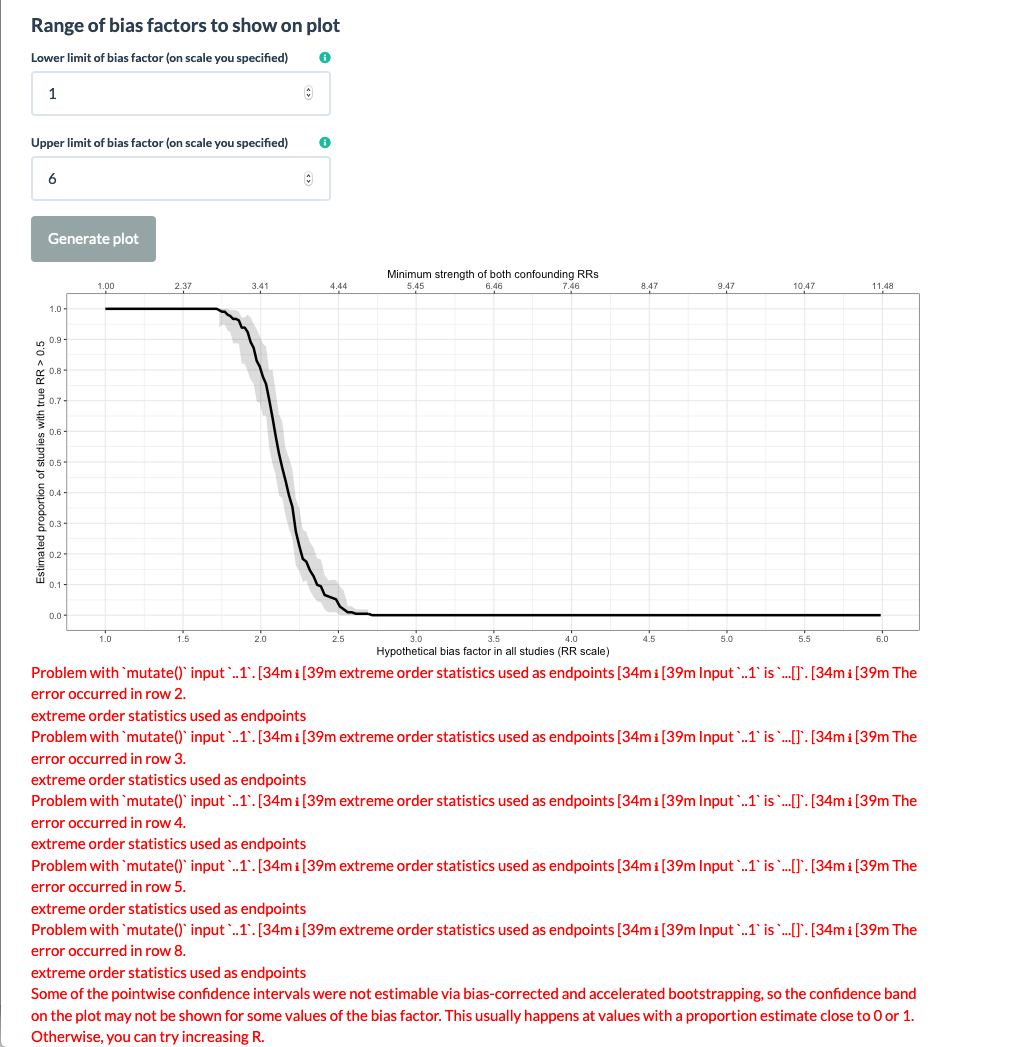 Range of bias factors to show on plot
Lower limit of bias factor (on scale you specified)
1
Upper limit of bias factor (on scale you specified)
6
Generate plot
Minimum strength of both confounding RRs
1.00 2.37 3.41 4.44 5.45 6.46 7.46 8.47 9.47 10.47 11.48
Estimated proportion of studies with true RR > 0.5
1.0
0.9
0.8
0.7
0.6
0.5
0.4
0.3
0.2
0.1
0.0
1.0 1.5 2.0 2.5 3.0 3.5 4.0 4.5 5.0 5.5 6.0
Hypothetical bias factor in all studies (RR scale)
Problem with `mutate()` input `..1`. [34m ℹ [39m extreme order statistics used as endpoints [34m ℹ [39m Input `..1` is `...[]`. [34m ℹ [39m The
error occurred in row 2.
extreme order statistics used as endpoints
Problem with `mutate()` input `..1`. [34m ℹ [39m extreme order statistics used as endpoints [34m ℹ [39m Input `..1` is `...[]`. [34m ℹ [39m The
error occurred in row 3.
extreme order statistics used as endpoints
Problem with `mutate()` input `..1`. [34m ℹ [39m extreme order statistics used as endpoints [34m ℹ [39m Input `..1` is `...[]`. [34m ℹ [39m The
error occurred in row 4.
extreme order statistics used as endpoints
Problem with `mutate()` input `..1`. [34m ℹ [39m extreme order statistics used as endpoints [34m ℹ [39m Input `..1` is `...[]`. [34m ℹ [39m The
error occurred in row 5.
extreme order statistics used as endpoints
Problem with `mutate()` input `..1`. [34m ℹ [39m extreme order statistics used as endpoints [34m ℹ [39m Input `..1` is `...[]`. [34m ℹ [39m The
error occurred in row 8.
extreme order statistics used as endpoints
Some of the pointwise confidence intervals were not estimable via bias-corrected and accelerated bootstrapping, so the confidence band
on the plot may not be shown for some values of the bias factor. This usually happens at values with a proportion estimate close to 0 or 1.
Otherwise, you can try increasing R.